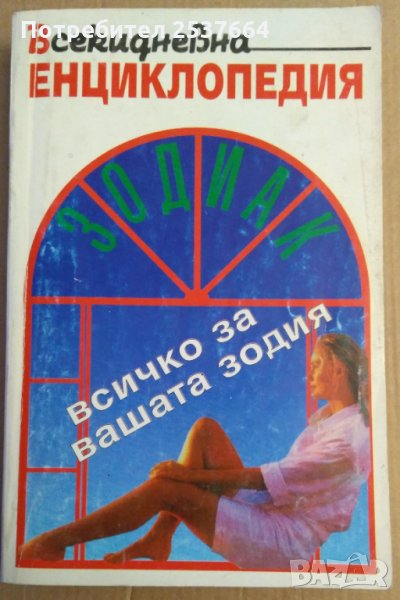 Потребител 2537664
Всекидневна
ЕНЦИКЛОПЕДИЯ
ЗОДИАК
всичко за
вашата зодия
BAZAR